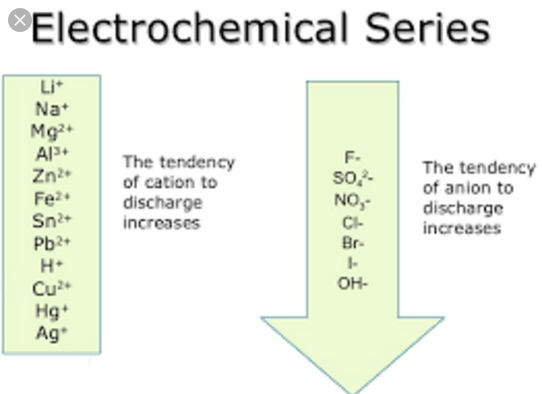 Electrochemical Series
Li⁺
Na⁺
Mg²⁺
Al³⁺
Zn²⁺
Fe²⁺
Sn²⁺
Pb²⁺
H⁺
Cu²⁺
Hg⁺
Ag⁺
The tendency
of cation to
discharge
increases
F-
SO₄²-
NO₃-
Cl-
Br-
I-
OH-
The tendency
of anion to
discharge
increases